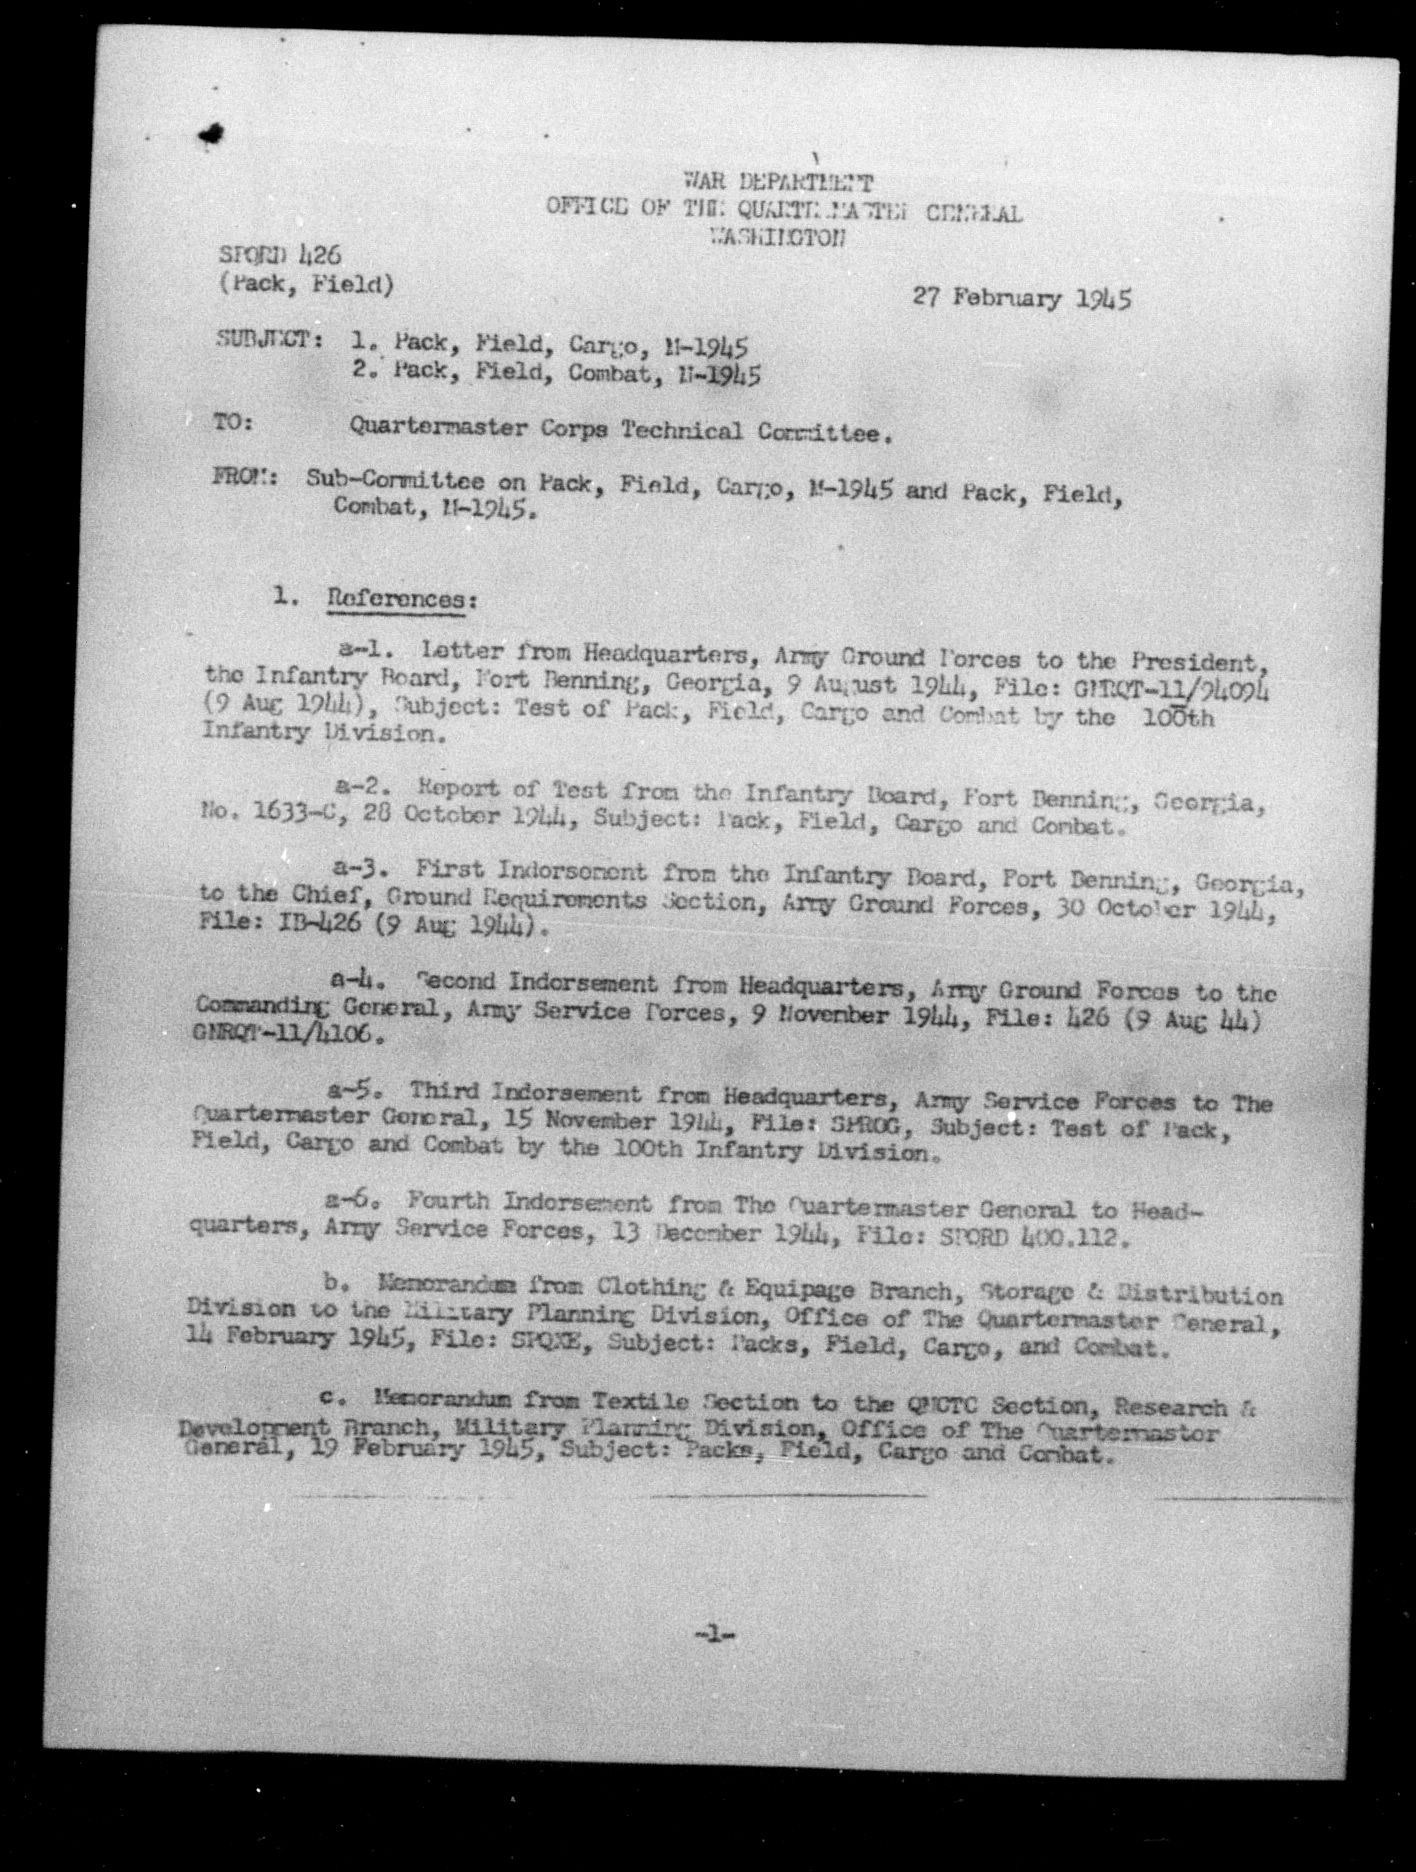 WAR DEPARTMENT
OFFICE OF THE QUARTERMASTER GENERAL
WASHINGTON
SPQRD 426
(Pack, Field)
27 February 1945
SUBJECT: 1. Pack, Field, Cargo, M-1945
2. Pack, Field, Combat, M-1945
TO: Quartermaster Corps Technical Committee.
FROM: Sub-Committee on Pack, Field, Cargo, M-1945 and Pack, Field,
Combat, M-1945.
1. References:
a-1. Letter from Headquarters, Army Ground Forces to the President,
the Infantry Board, Fort Benning, Georgia, 9 August 1944, File: GNRQT-11/94094
(9 Aug 1944), Subject: Test of Pack, Field, Cargo and Combat by the 100th
Infantry Division.
a-2. Report of Test from the Infantry Board, Fort Benning, Georgia,
No. 1633-C, 28 October 1944, Subject: Pack, Field, Cargo and Combat.
a-3. First Indorsement from the Infantry Board, Fort Benning, Georgia,
to the Chief, Ground Requirements Section, Army Ground Forces, 30 October 1944,
File: IB-426 (9 Aug 1944).
a-4. Second Indorsement from Headquarters, Army Ground Forces to the
Commanding General, Army Service Forces, 9 November 1944, File: 426 (9 Aug 44)
GNRQT-11/4106.
a-5. Third Indorsement from Headquarters, Army Service Forces to The
Quartermaster General, 15 November 1944, File: SPROG, Subject: Test of Pack,
Field, Cargo and Combat by the 100th Infantry Division.
a-6. Fourth Indorsement from The Quartermaster General to Head-
quarters, Army Service Forces, 13 December 1944, File: SPQRD 400.112.
b. Memorandum from Clothing & Equipage Branch, Storage & Distribution
Division to the Military Planning Division, Office of The Quartermaster General,
14 February 1945, File: SPQXE, Subject: Packs, Field, Cargo, and Combat.
c. Memorandum from Textile Section to the QMCTC Section, Research &
Development Branch, Military Planning Division, Office of The Quartermaster
General, 19 February 1945, Subject: Packs, Field, Cargo and Combat.
-1-